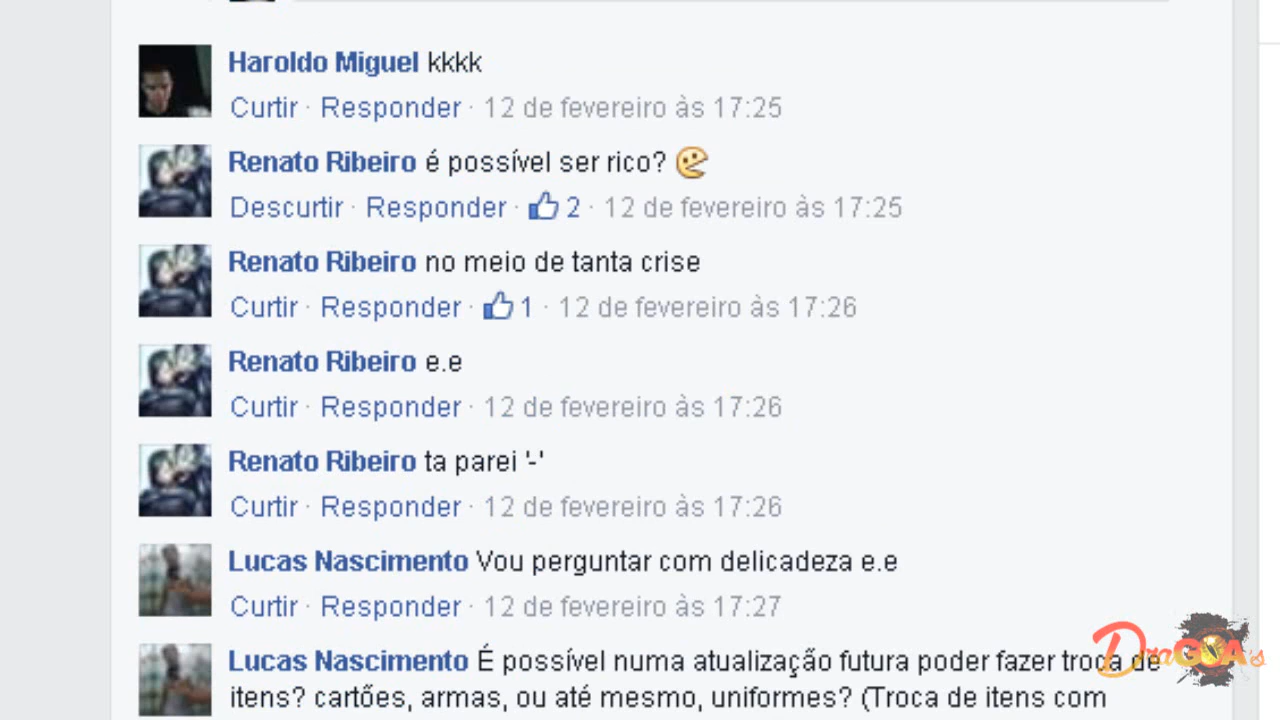 Haroldo Miguel kkkk
Curtir · Responder · 12 de fevereiro às 17:25
Renato Ribeiro é possível ser rico?
Descurtir · Responder · 2 · 12 de fevereiro às 17:25
Renato Ribeiro no meio de tanta crise
Curtir · Responder · 1 · 12 de fevereiro às 17:26
Renato Ribeiro e.e
Curtir · Responder · 12 de fevereiro às 17:26
Renato Ribeiro ta parei '-'
Curtir · Responder · 12 de fevereiro às 17:26
Lucas Nascimento Vou perguntar com delicadeza e.e
Curtir · Responder · 12 de fevereiro às 17:27
Lucas Nascimento É possível numa atualização futura poder fazer troca de
itens? cartões, armas, ou até mesmo, uniformes? (Troca de itens com
DraGOA's